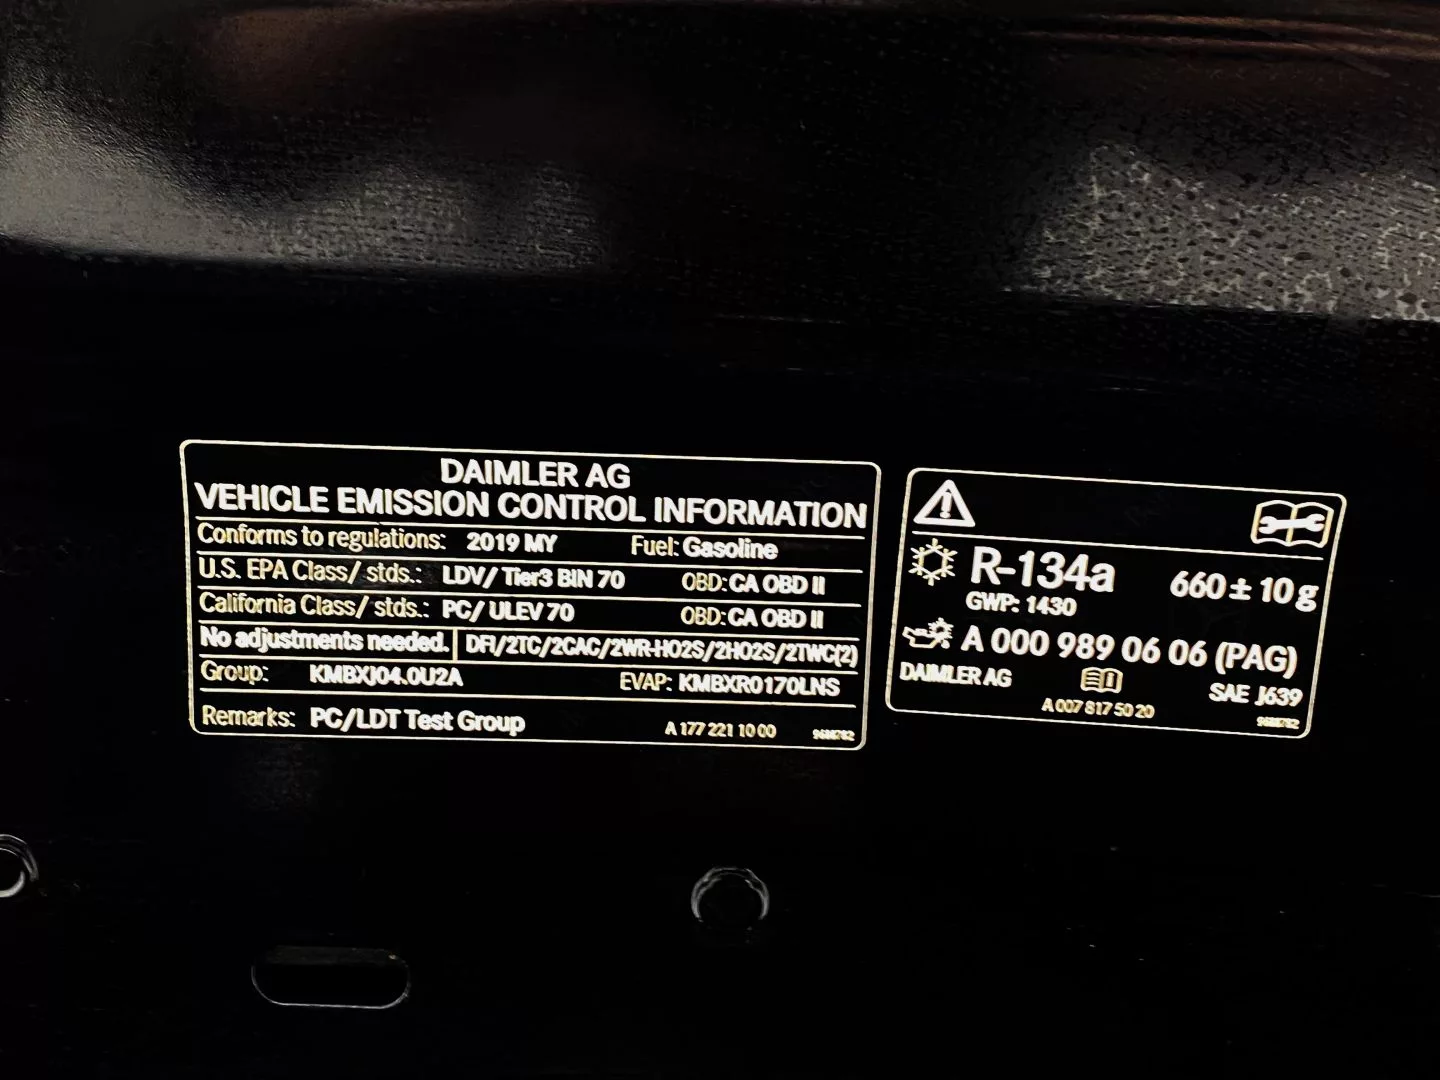 DAIMLER AG
VEHICLE EMISSION CONTROL INFORMATION
Conforms to regulations: 2019 MY Fuel: Gasoline
U.S. EPA Class/ stds.: LDV/ Tier3 BIN 70 OBD: CA OBD II
California Class/ stds.: PC/ ULEV 70 OBD: CA OBD II
No adjustments needed. DFI/2TC/2CAC/2WR-HO2S/2HO2S/2TWC(2)
Group: KMBXJ04.0U2A EVAP: KMBXR0170LNS
Remarks: PC/LDT Test Group A 177 221 10 00
R-134a 660 ± 10 g
GWP: 1430
A 000 989 06 06 (PAG)
DAIMLER AG SAE J639
A 007 817 50 20